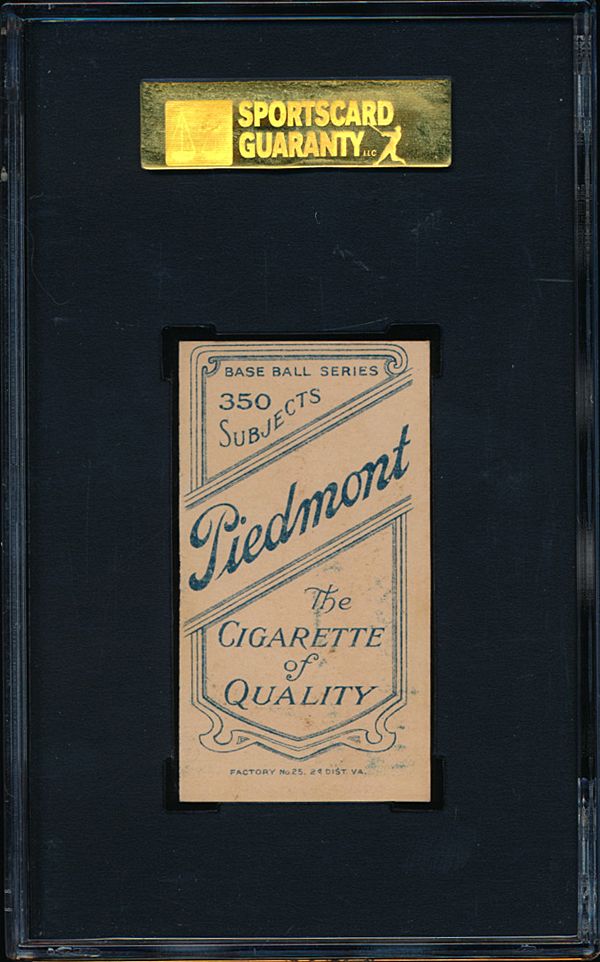 SPORTSCARD
GUARANTY LLC
BASE BALL SERIES
350
SUBJECTS
Piedmont
The
CIGARETTE
of
QUALITY
FACTORY No 25. 2d DIST. VA.